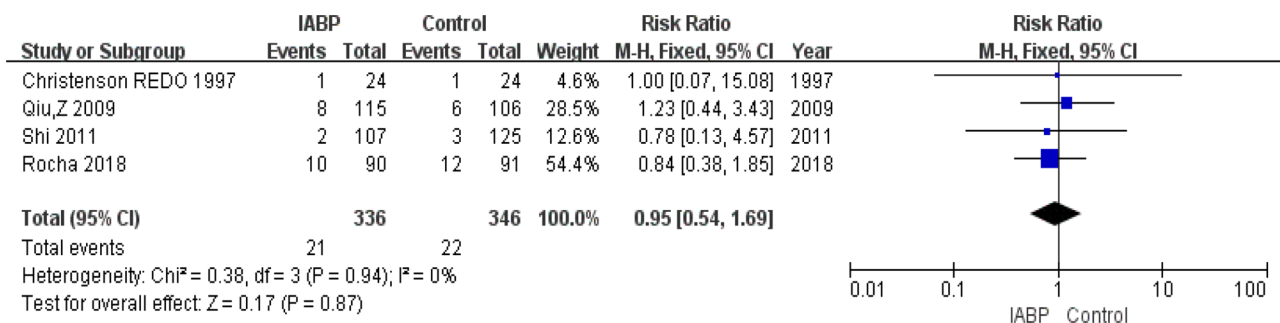 IABP Control Risk Ratio Risk Ratio
Study or Subgroup Events Total Events Total Weight M-H, Fixed, 95% CI Year M-H, Fixed, 95% CI
Christenson REDO 1997 1 24 1 24 4.6% 1.00 [0.07, 15.08] 1997
Qiu,Z 2009 8 115 6 106 28.5% 1.23 [0.44, 3.43] 2009
Shi 2011 2 107 3 125 12.6% 0.78 [0.13, 4.57] 2011
Rocha 2018 10 90 12 91 54.4% 0.84 [0.38, 1.85] 2018
Total (95% CI) 336 346 100.0% 0.95 [0.54, 1.69]
Total events 21 22
Heterogeneity: Chi² = 0.38, df = 3 (P = 0.94); I² = 0%
Test for overall effect: Z = 0.17 (P = 0.87)
0.01 0.1 1 10 100
IABP Control